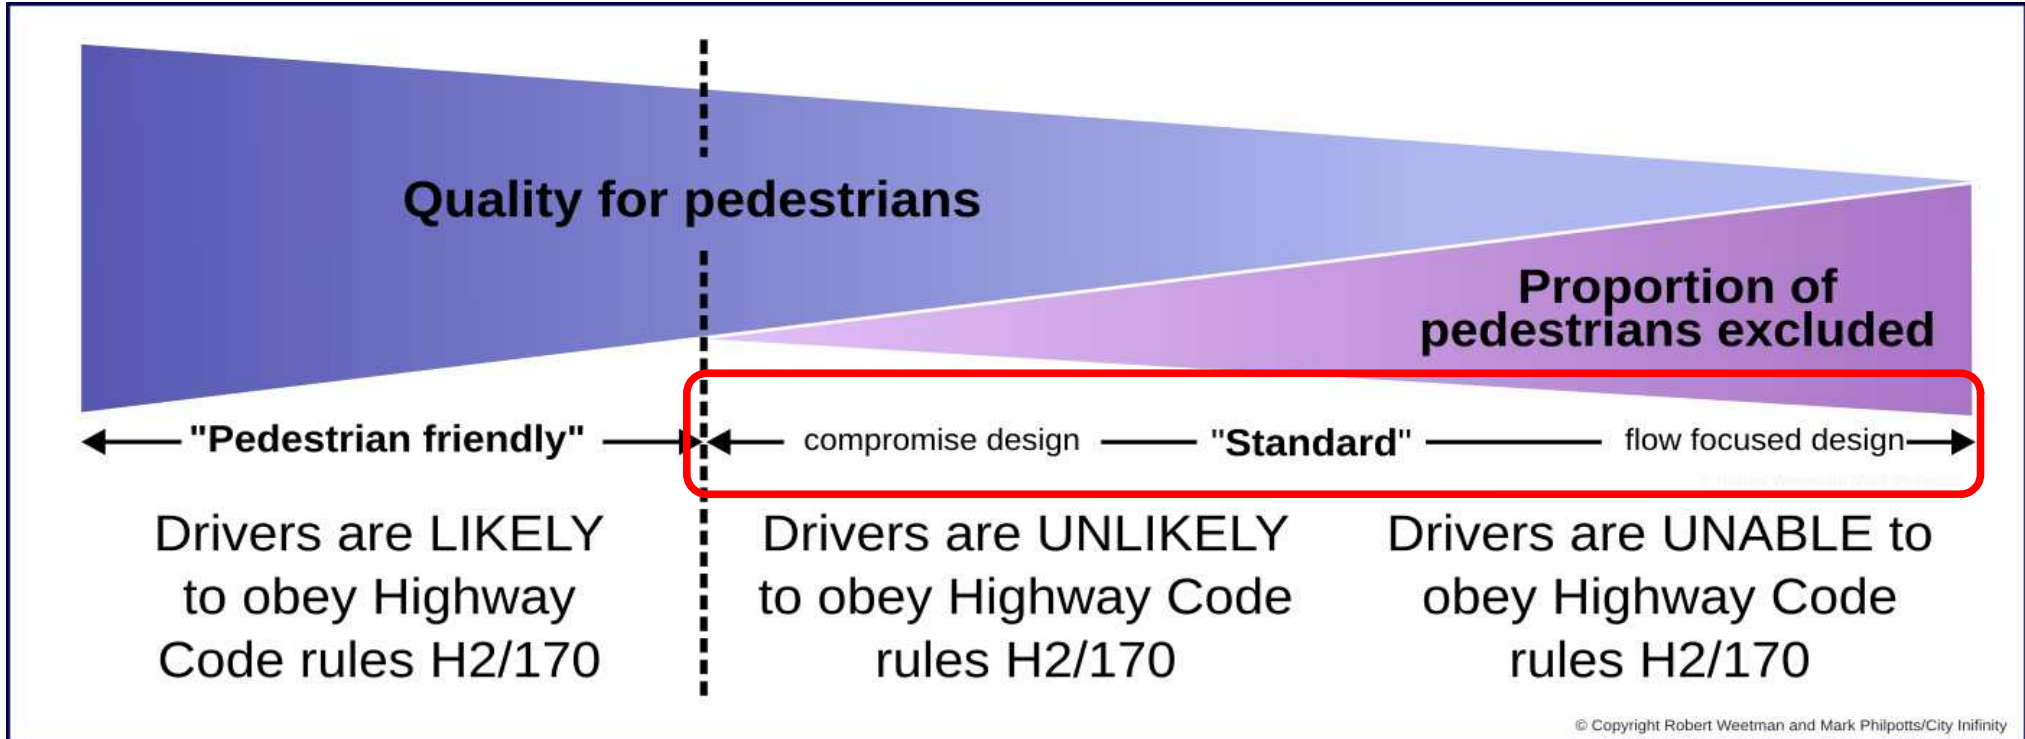 Quality for pedestrians
Proportion of
pedestrians excluded
"Pedestrian friendly" compromise design "Standard" flow focused design
Drivers are LIKELY
to obey Highway
Code rules H2/170
Drivers are UNLIKELY
to obey Highway Code
rules H2/170
Drivers are UNABLE to
obey Highway Code
rules H2/170
© Copyright Robert Weetman and Mark Philpotts/City Inifinity